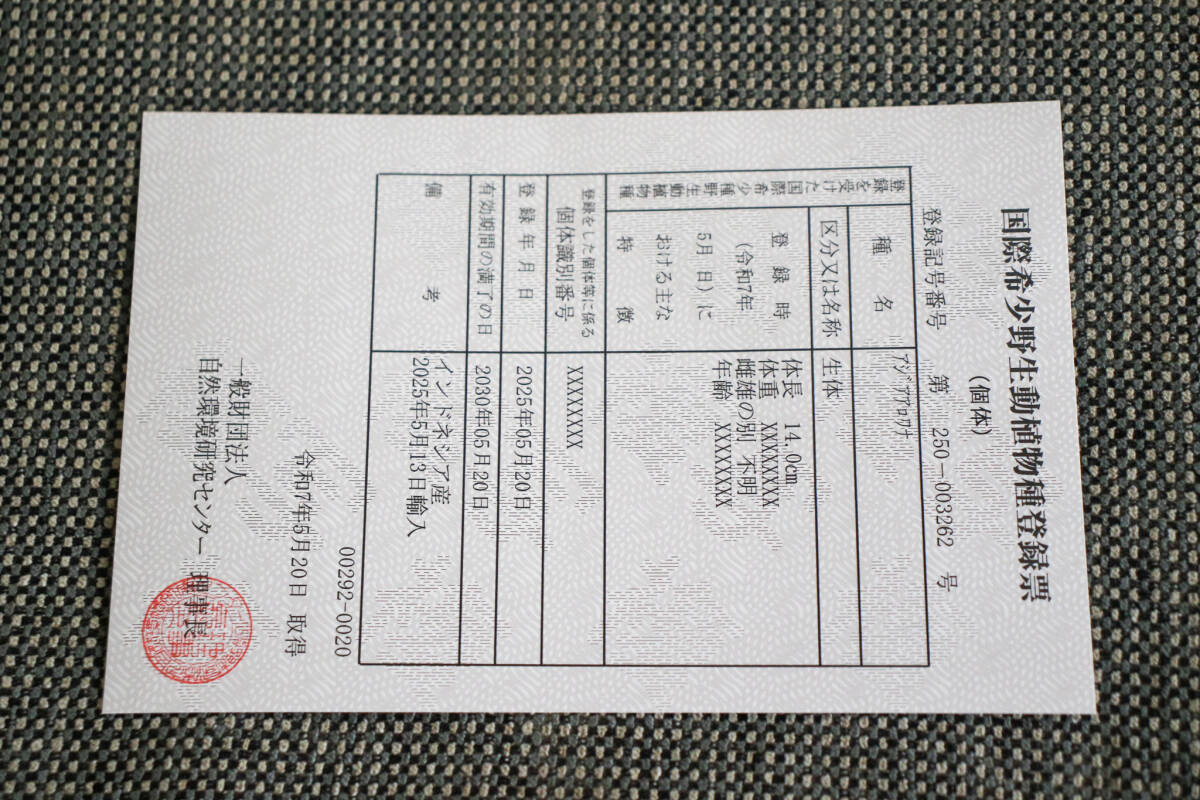 国際希少野生動植物種登録票
(個体)
登録記号番号 第 250－003262 号
登録を受けた国際希少野生動植物種
種 名 ｱｼﾞｱｱﾛﾜﾅ
区分又は名称 生体
登 録 時
(令和7年
5月 日)に
おける主な
特 徴
体長 14.0cm
体重 XXXXXXXX
雌雄の別 不明
年齢 XXXXXXXX
登録をした個体等に係る
個体識別番号 XXXXXXXX
登 録 年 月 日 2025年05月20日
有効期間の満了の日 2030年05月20日
備 考
インドネシア産
2025年5月13日輸入
00292-0020
令和7年5月20日 取得
一般財団法人
自然環境研究センター 理事長